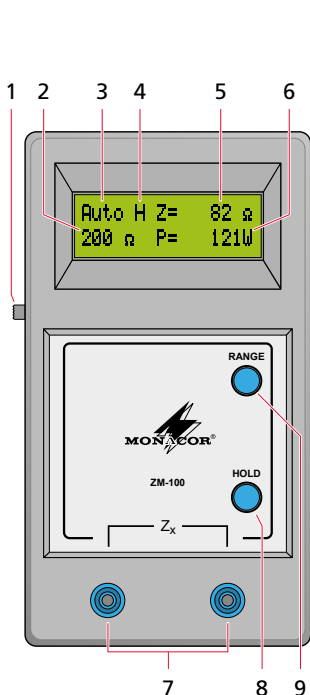 1 2 3 4 5 6
Auto H Z= 82 Ω
200 Ω P= 121W
RANGE
MONACOR®
ZM-100
HOLD
Zx
7 8 9